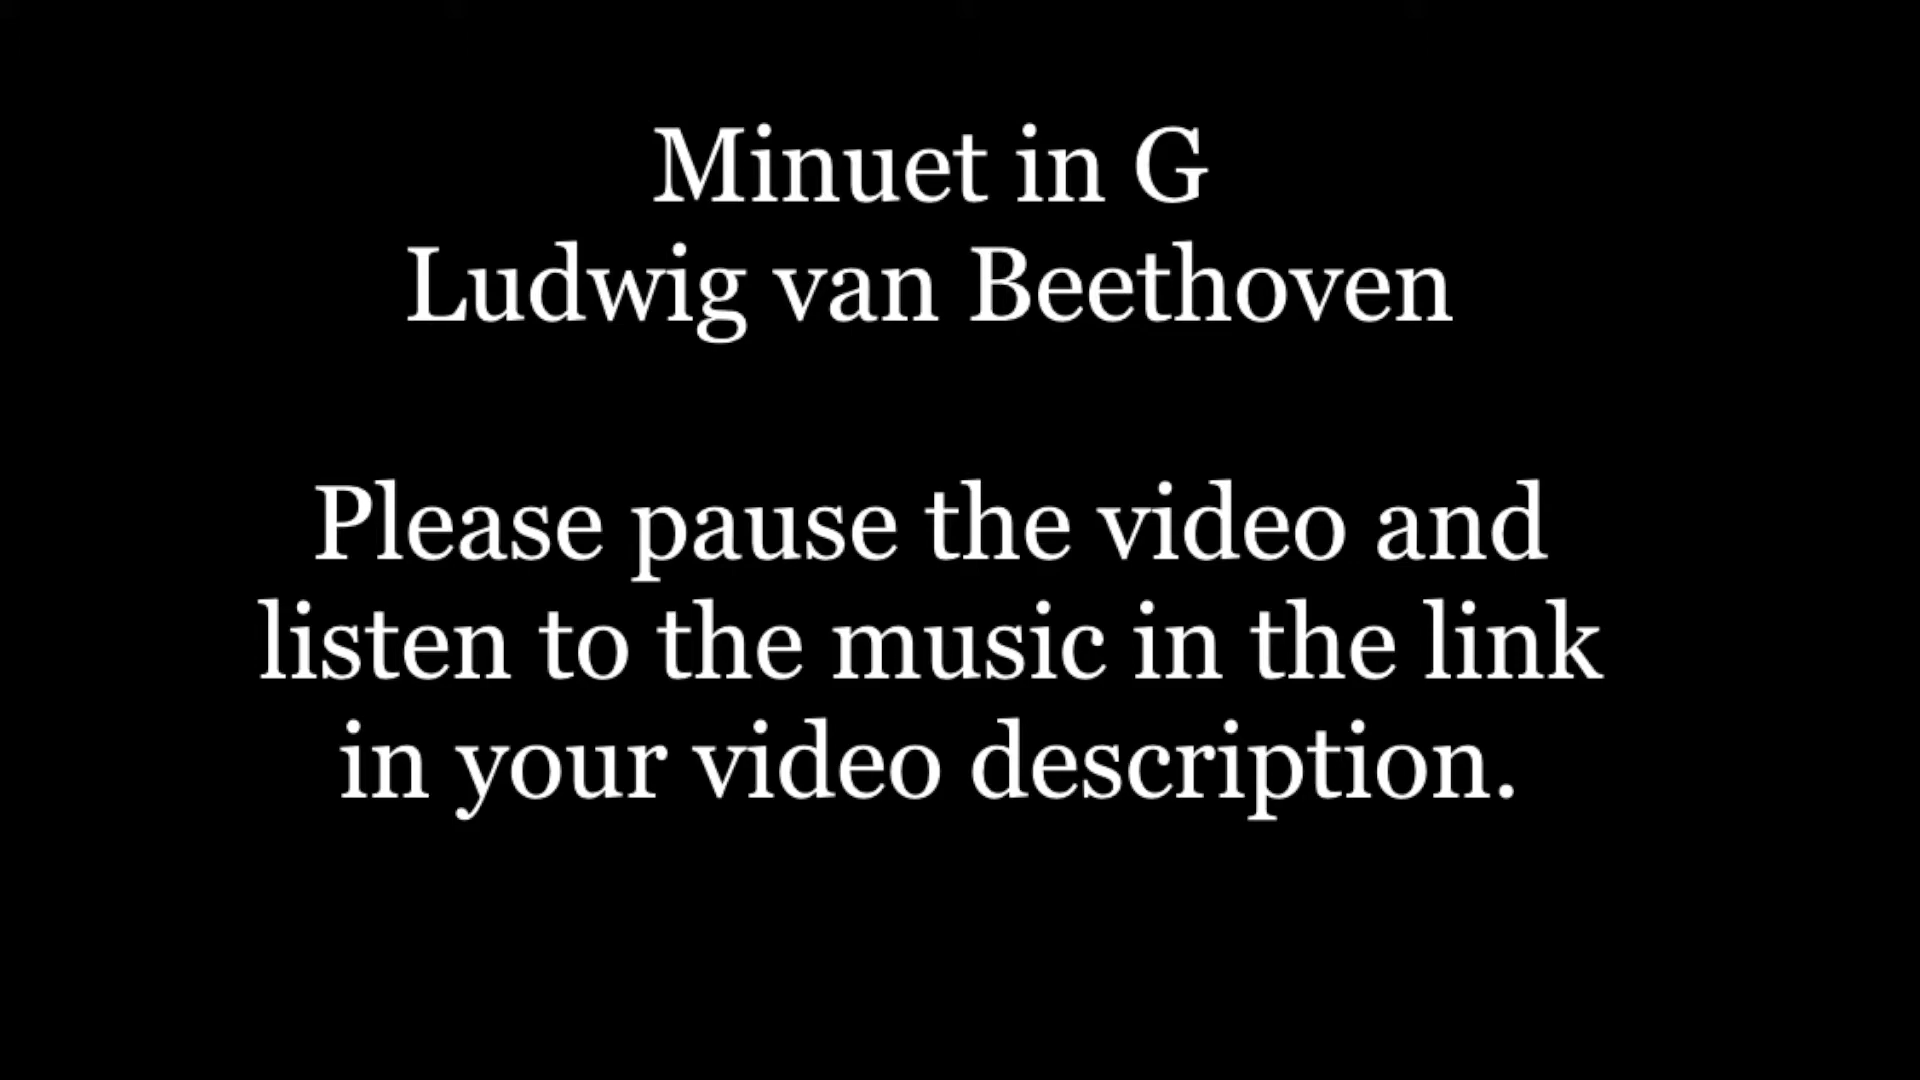 Minuet in G
Ludwig van Beethoven
Please pause the video and
listen to the music in the link
in your video description.